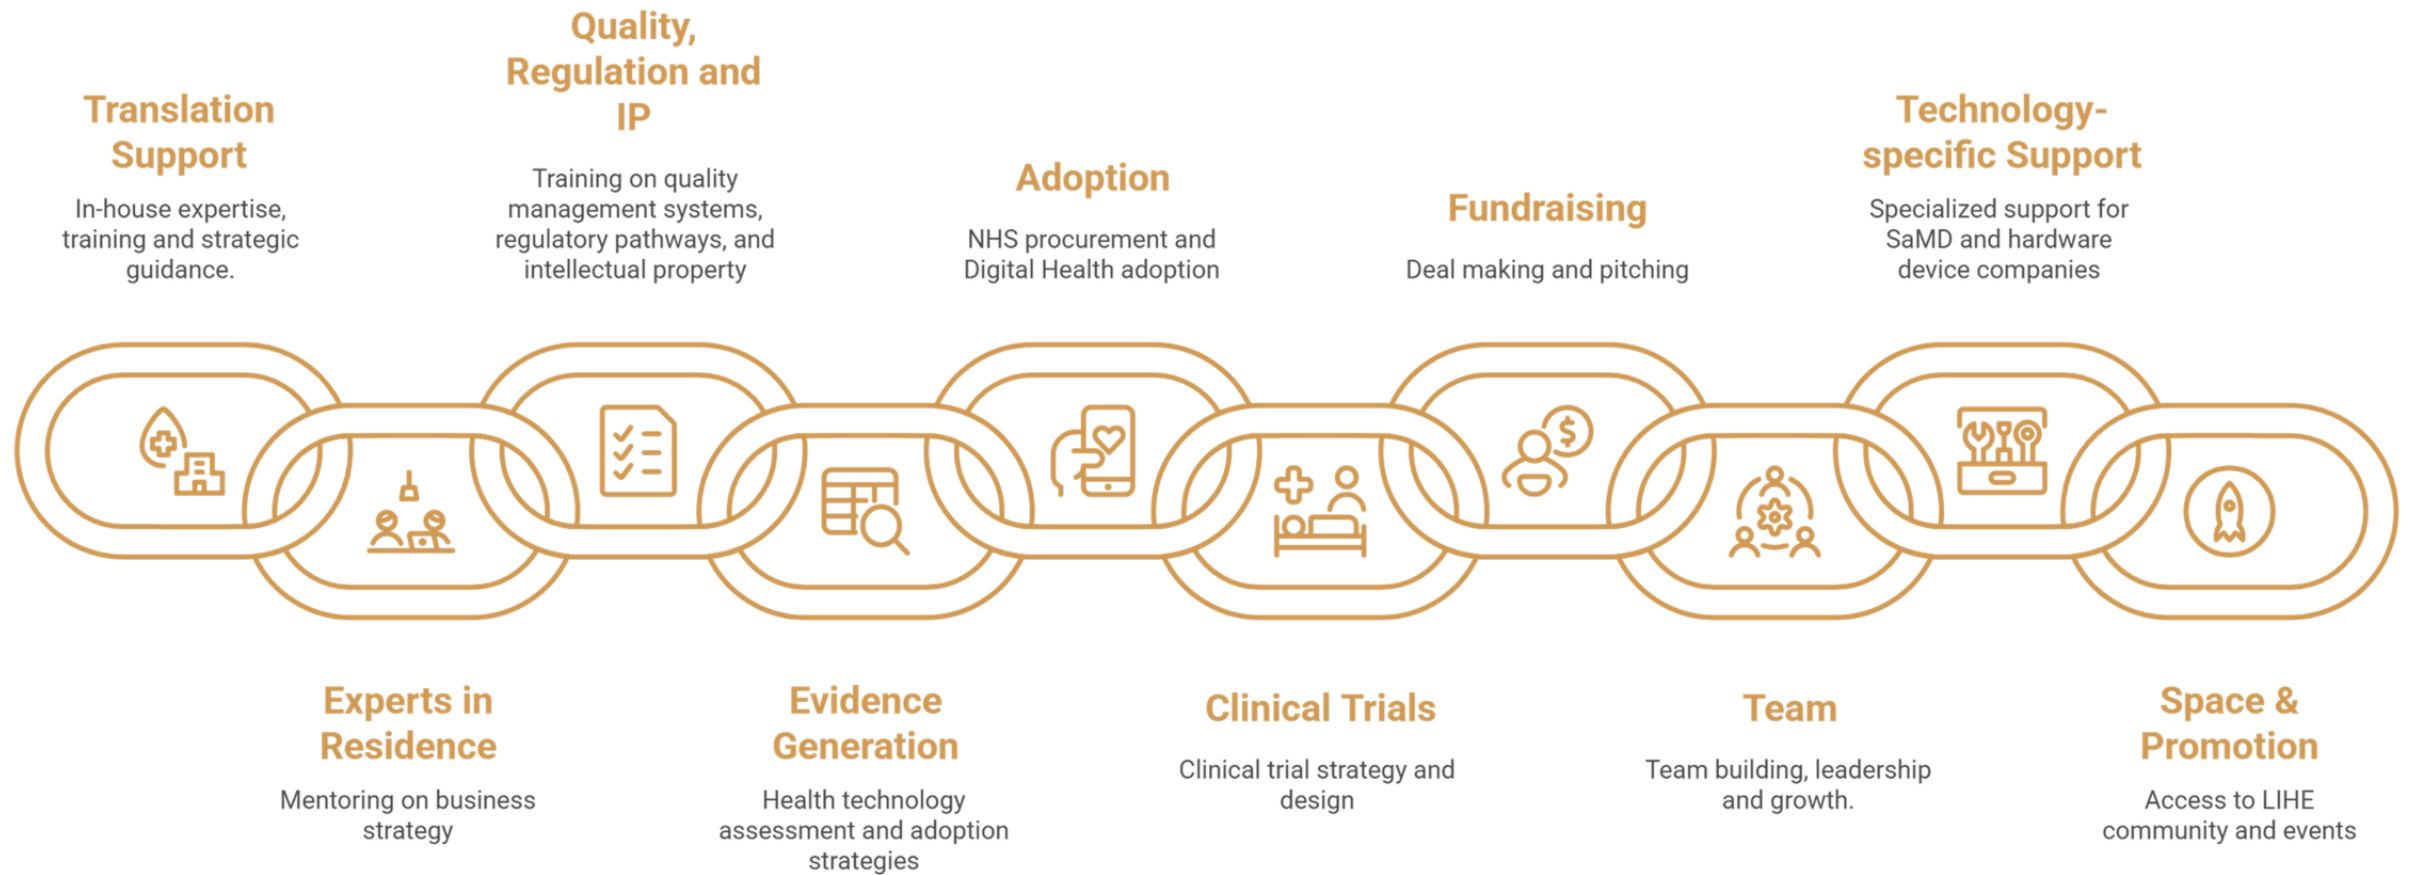 Translation
Support
In-house expertise,
training and strategic
guidance.
Experts in
Residence
Mentoring on business
strategy
Quality,
Regulation and
IP
Training on quality
management systems,
regulatory pathways, and
intellectual property
Evidence
Generation
Health technology
assessment and adoption
strategies
Adoption
NHS procurement and
Digital Health adoption
Clinical Trials
Clinical trial strategy and
design
Fundraising
Deal making and pitching
$
Team
Team building, leadership
and growth.
Technology-
specific Support
Specialized support for
SaMD and hardware
device companies
Space &
Promotion
Access to LIHE
community and events